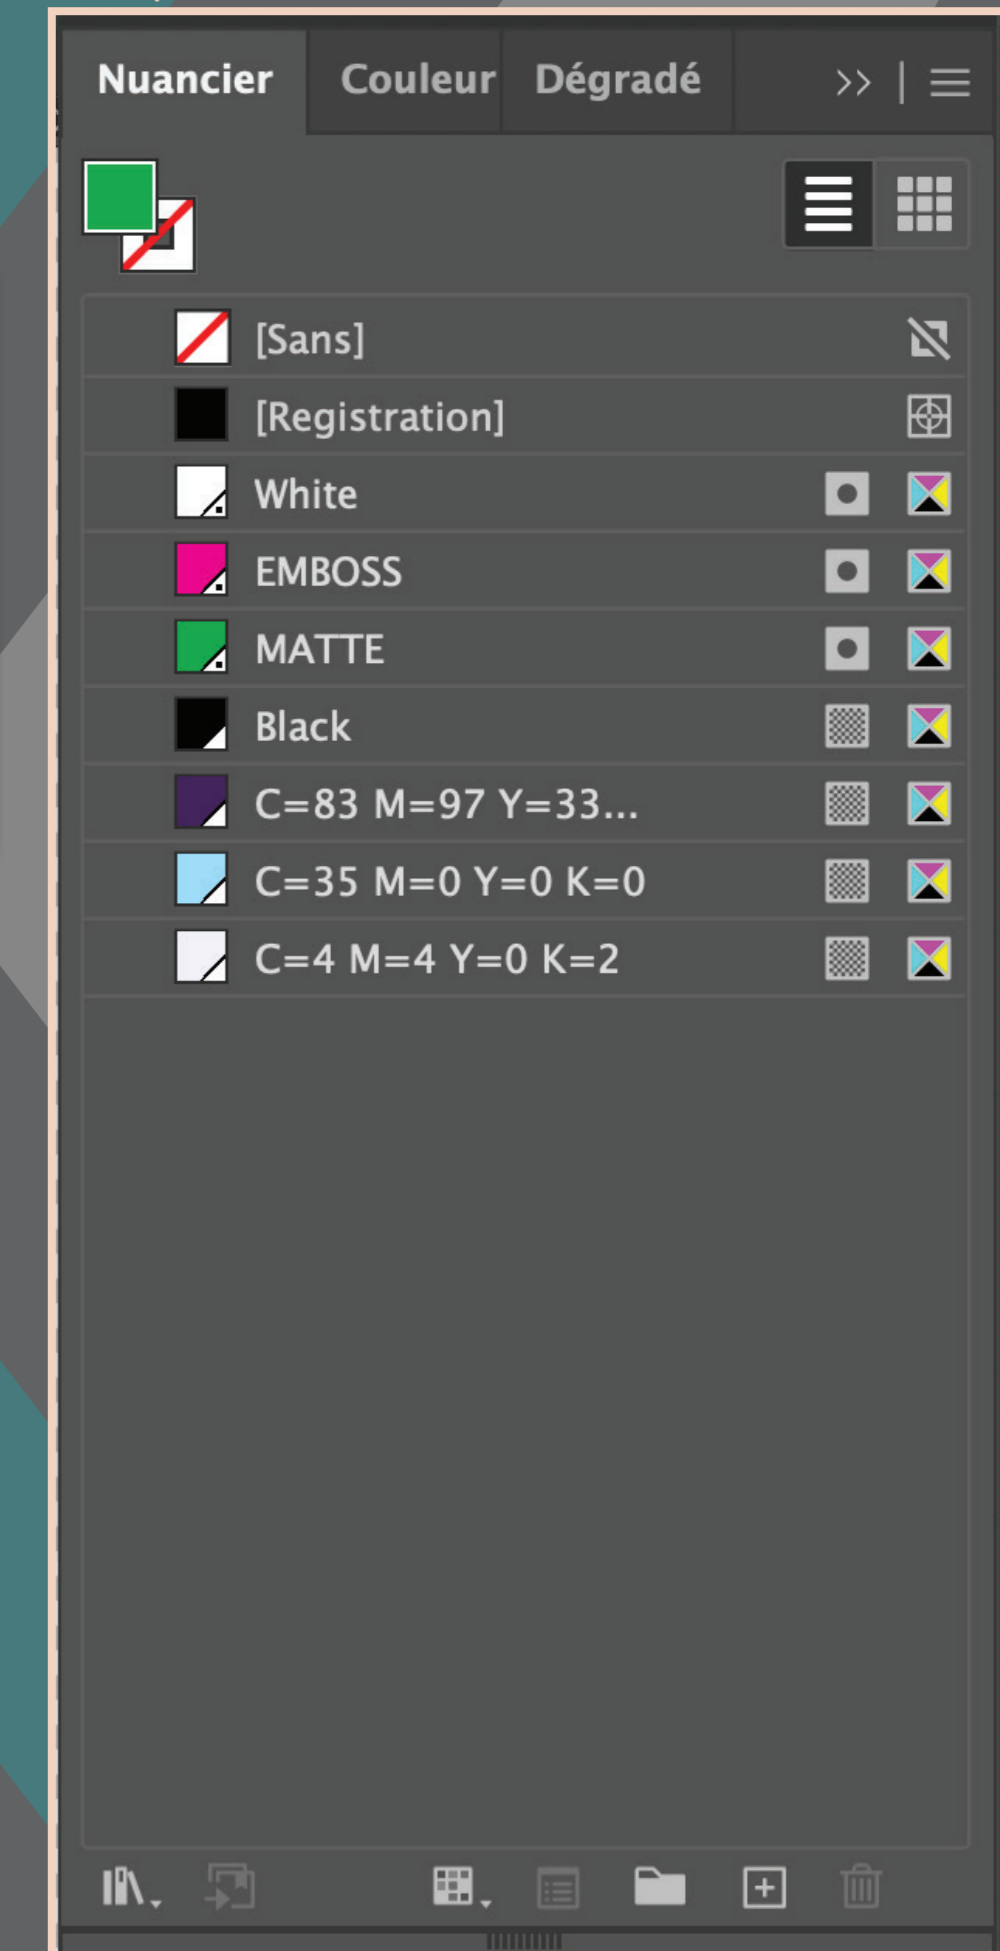 Nuancier Couleur Dégradé
[Sans]
[Registration]
White
EMBOSS
MATTE
Black
C=83 M=97 Y=33...
C=35 M=0 Y=0 K=0
C=4 M=4 Y=0 K=2